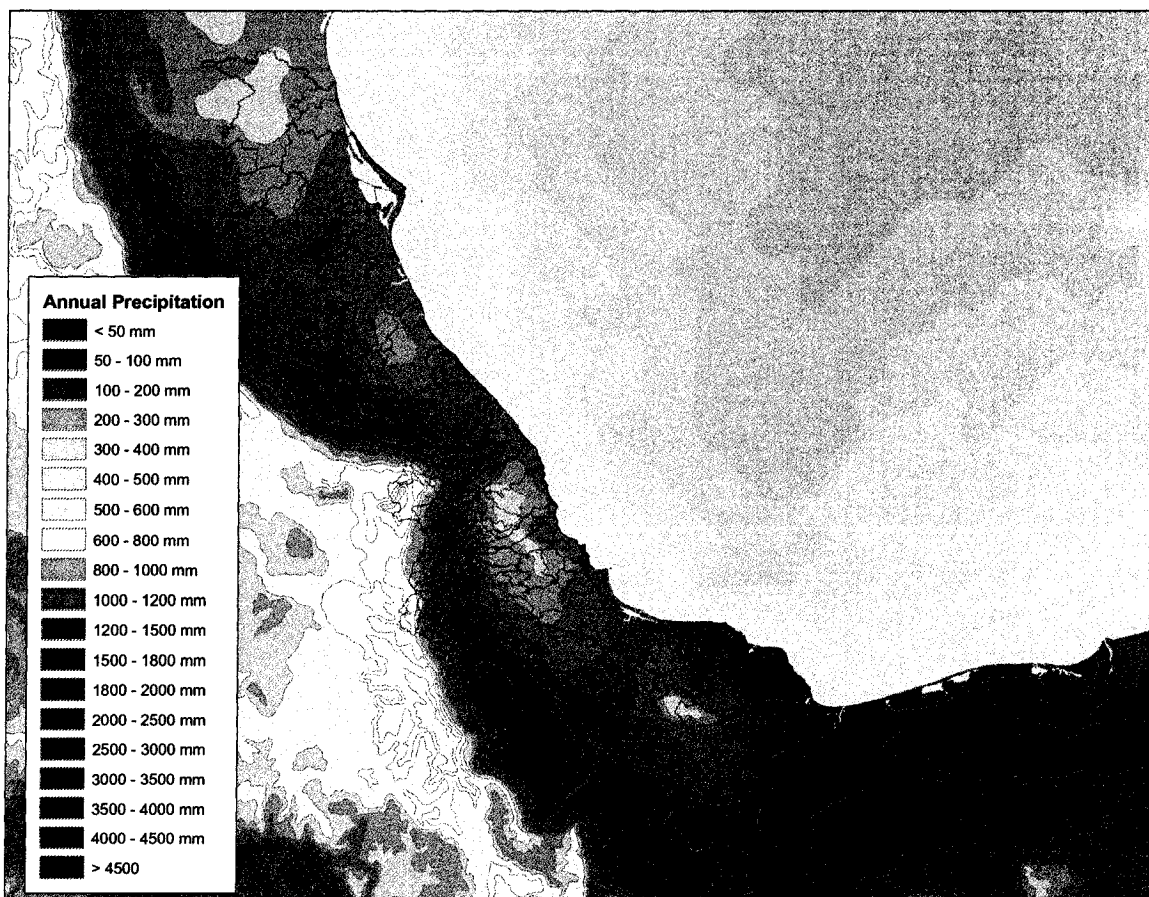 Annual Precipitation
< 50 mm
50 - 100 mm
100 - 200 mm
200 - 300 mm
300 - 400 mm
400 - 500 mm
500 - 600 mm
600 - 800 mm
800 - 1000 mm
1000 - 1200 mm
1200 - 1500 mm
1500 - 1800 mm
1800 - 2000 mm
2000 - 2500 mm
2500 - 3000 mm
3000 - 3500 mm
3500 - 4000 mm
4000 - 4500 mm
> 4500